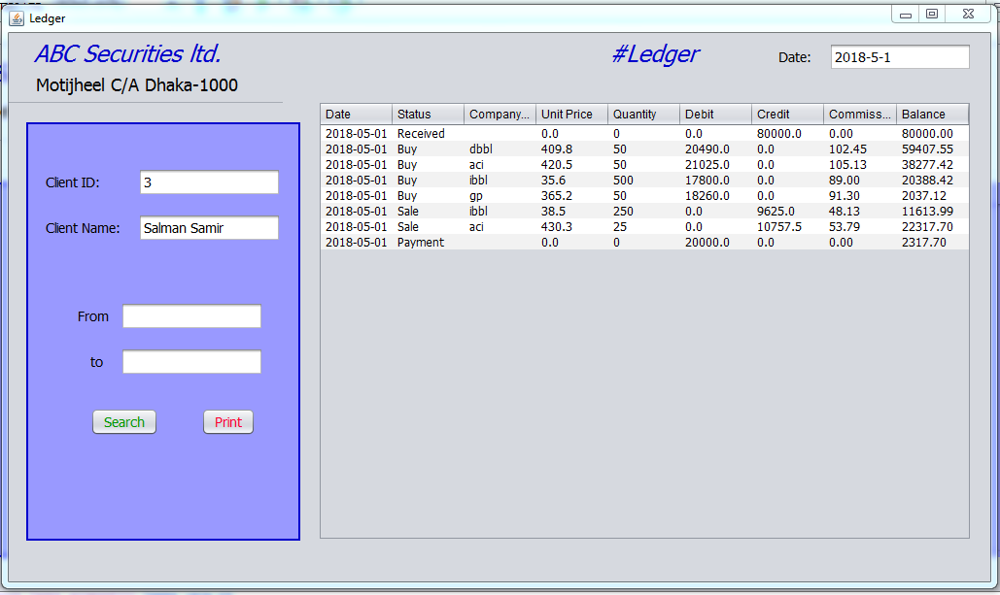 Ledger
ABC Securities ltd.
#Ledger
Date: 2018-5-1
Motijheel C/A Dhaka-1000
Client ID: 3
Client Name: Salman Samir
From
to
Search Print
Date Status Company... Unit Price Quantity Debit Credit Commiss... Balance
2018-05-01 Received 0.0 0 0.0 80000.0 0.00 80000.00
2018-05-01 Buy dbbl 409.8 50 20490.0 0.0 102.45 59407.55
2018-05-01 Buy aci 420.5 50 21025.0 0.0 105.13 38277.42
2018-05-01 Buy ibbl 35.6 500 17800.0 0.0 89.00 20388.42
2018-05-01 Buy gp 365.2 50 18260.0 0.0 91.30 2037.12
2018-05-01 Sale ibbl 38.5 250 0.0 9625.0 48.13 11613.99
2018-05-01 Sale aci 430.3 25 0.0 10757.5 53.79 22317.70
2018-05-01 Payment 0.0 0 20000.0 0.0 0.00 2317.70